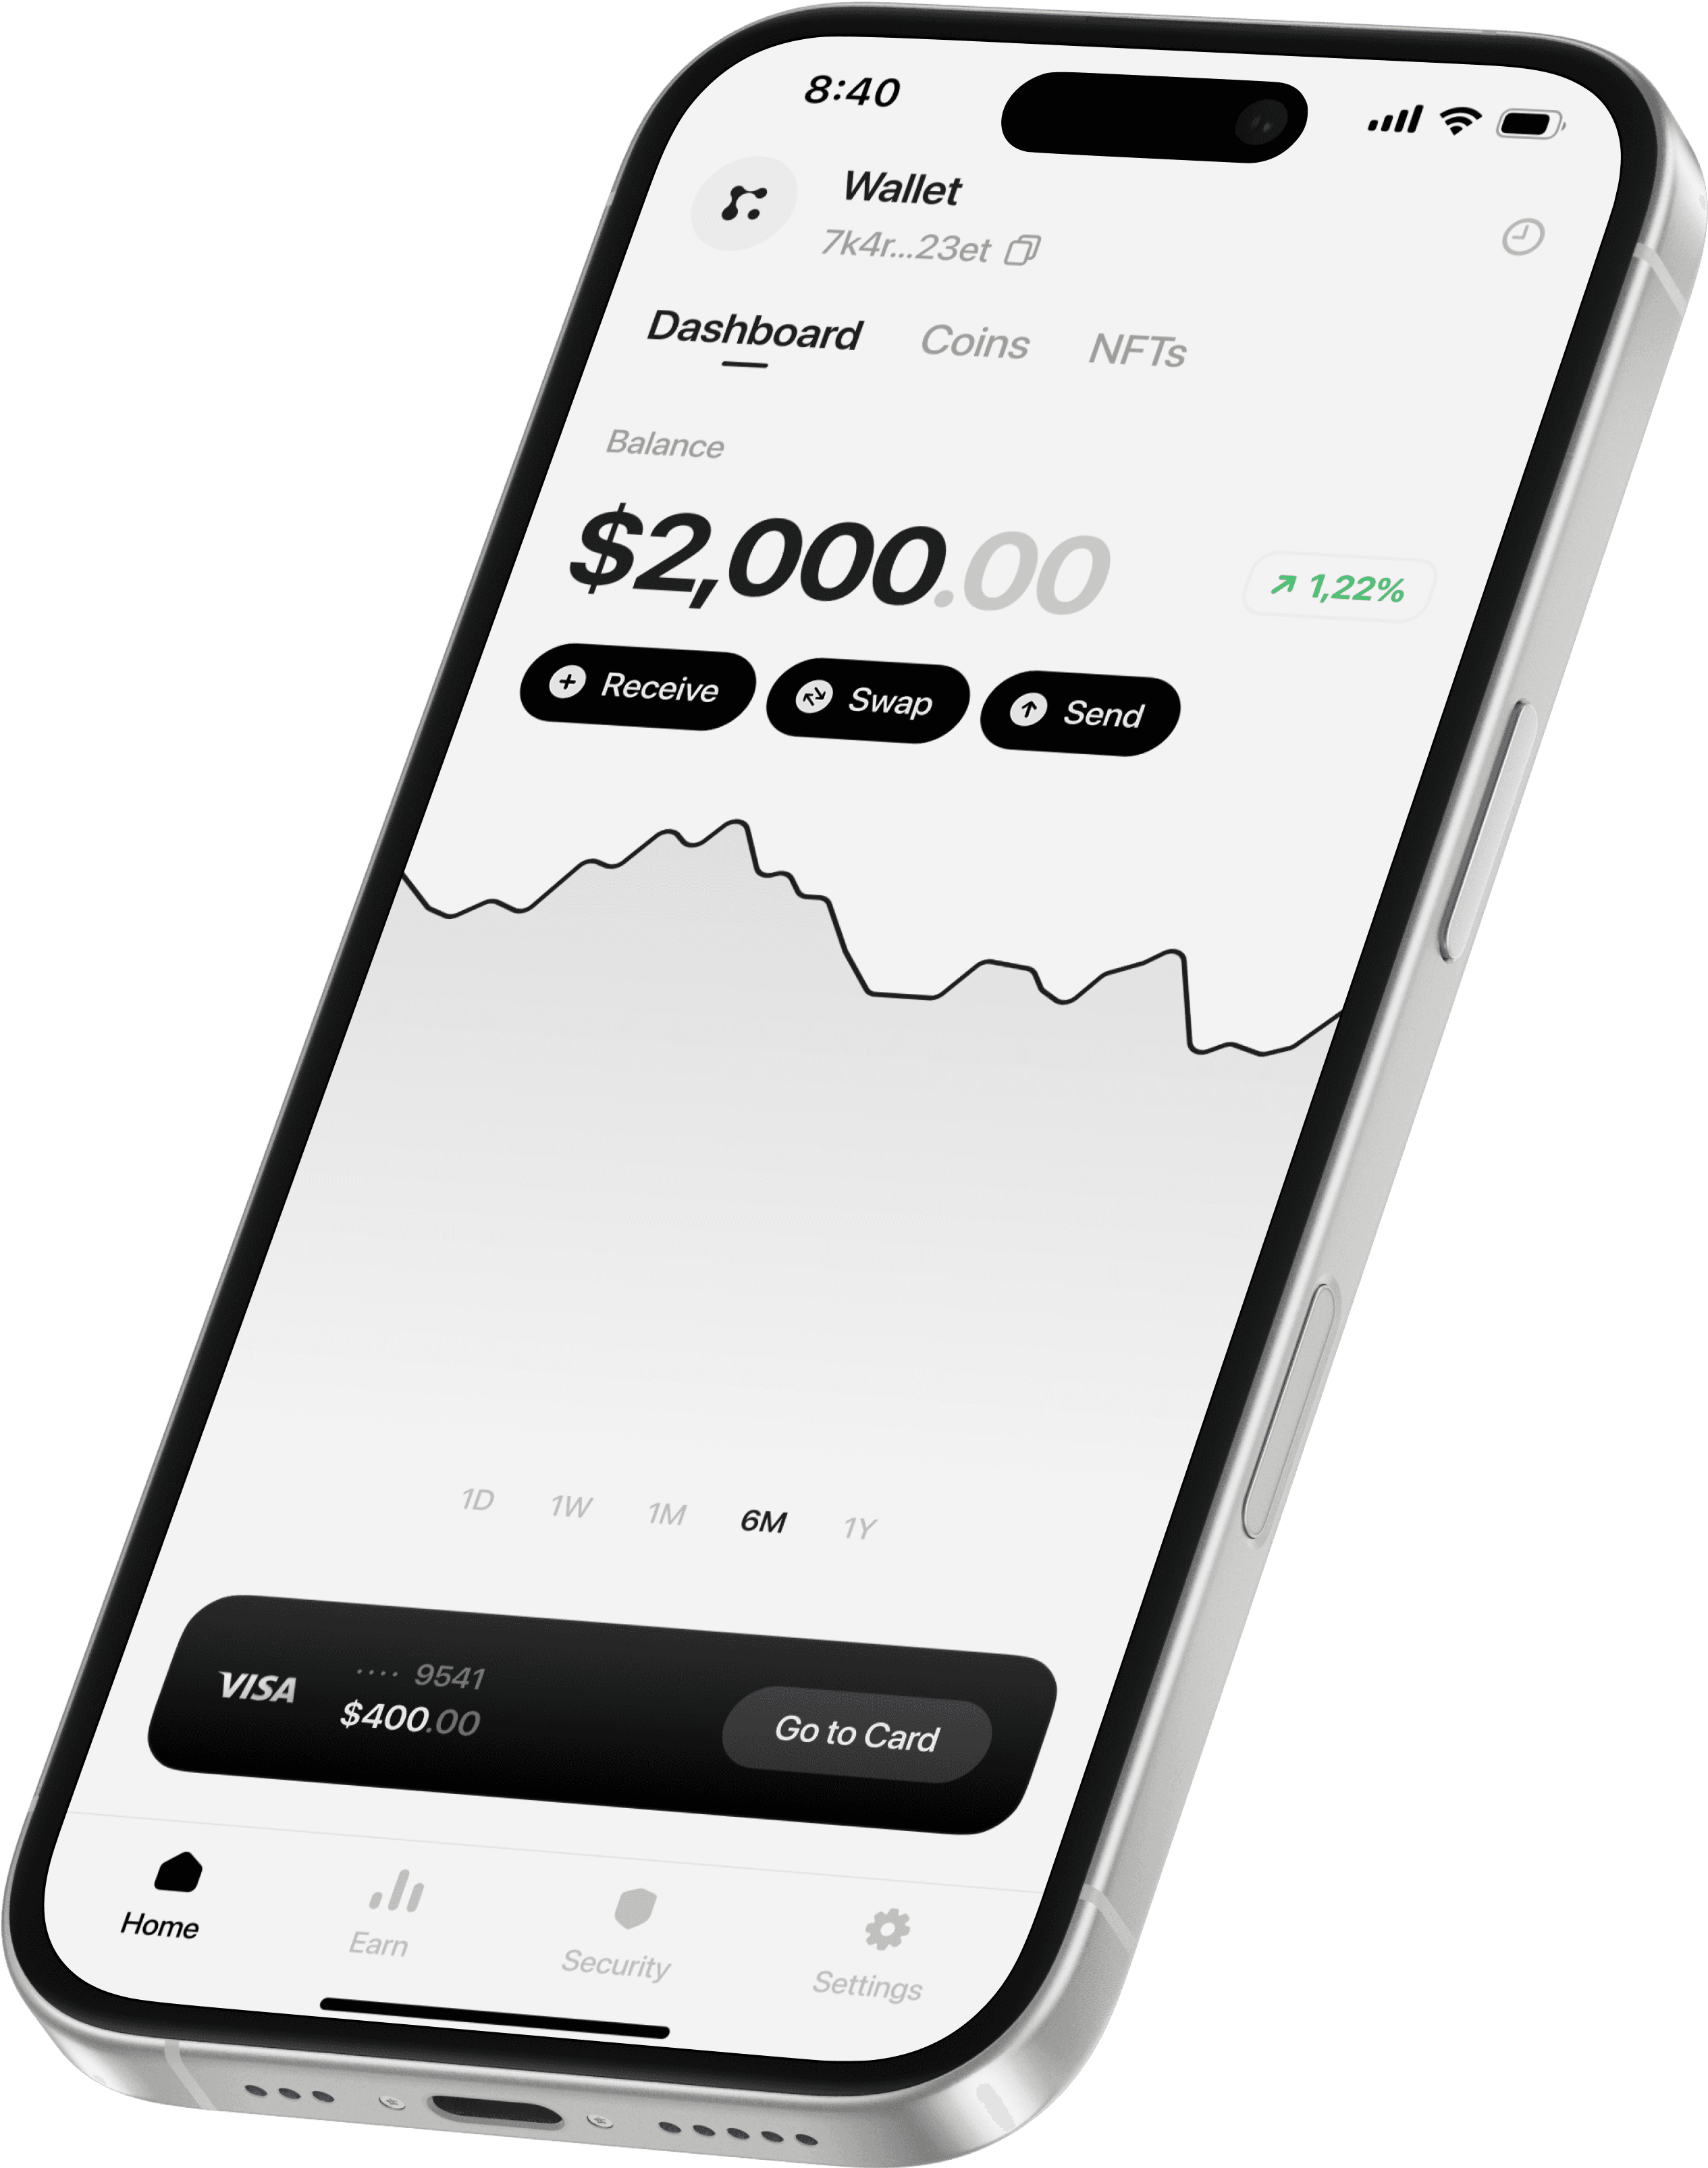 8:40
Wallet
7k4r...23et
Dashboard Coins NFTs
Balance
$2,000.00
1,22%
Receive Swap Send
1D 1W 1M 6M 1Y
VISA
···· 9541
$400.00
Go to Card
Home Earn Security Settings